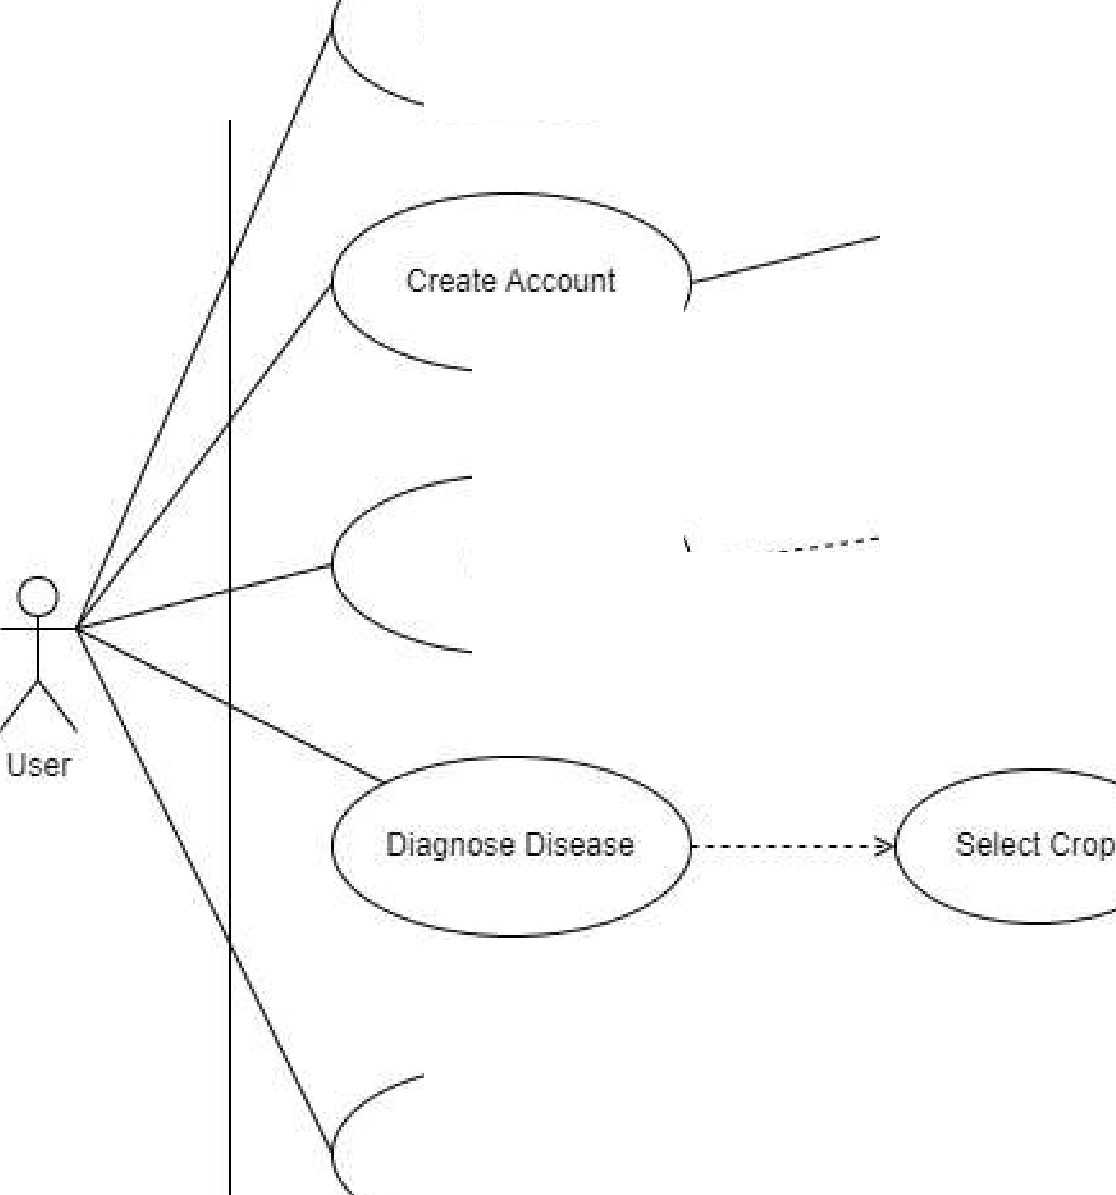 Create Account
User
Diagnose Disease
Select Crop